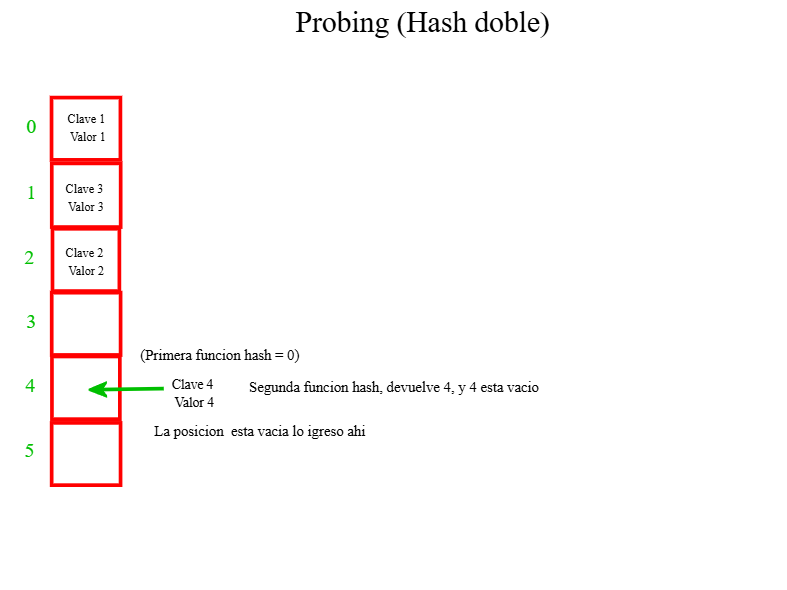 Probing (Hash doble)
0
Clave 1
Valor 1
1
Clave 3
Valor 3
2
Clave 2
Valor 2
3
(Primera funcion hash = 0)
4
Clave 4
Valor 4
Segunda funcion hash, devuelve 4, y 4 esta vacio
La posicion esta vacia lo igreso ahi
5